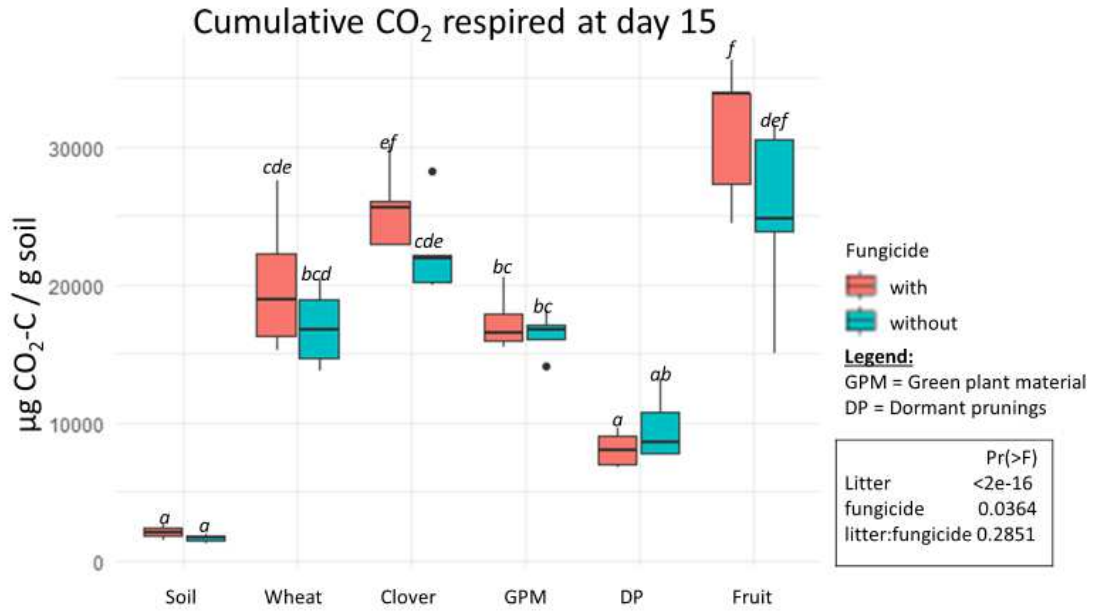 Cumulative CO₂ respired at day 15
µg CO₂-C / g soil
30000
20000
10000
0
a
a
cde
bcd
ef
cde
bc
bc
a
ab
f
def
Soil Wheat Clover GPM DP Fruit
Fungicide
with
without
Legend:
GPM = Green plant material
DP = Dormant prunings
Pr(>F)
Litter <2e-16
fungicide 0.0364
litter:fungicide 0.2851